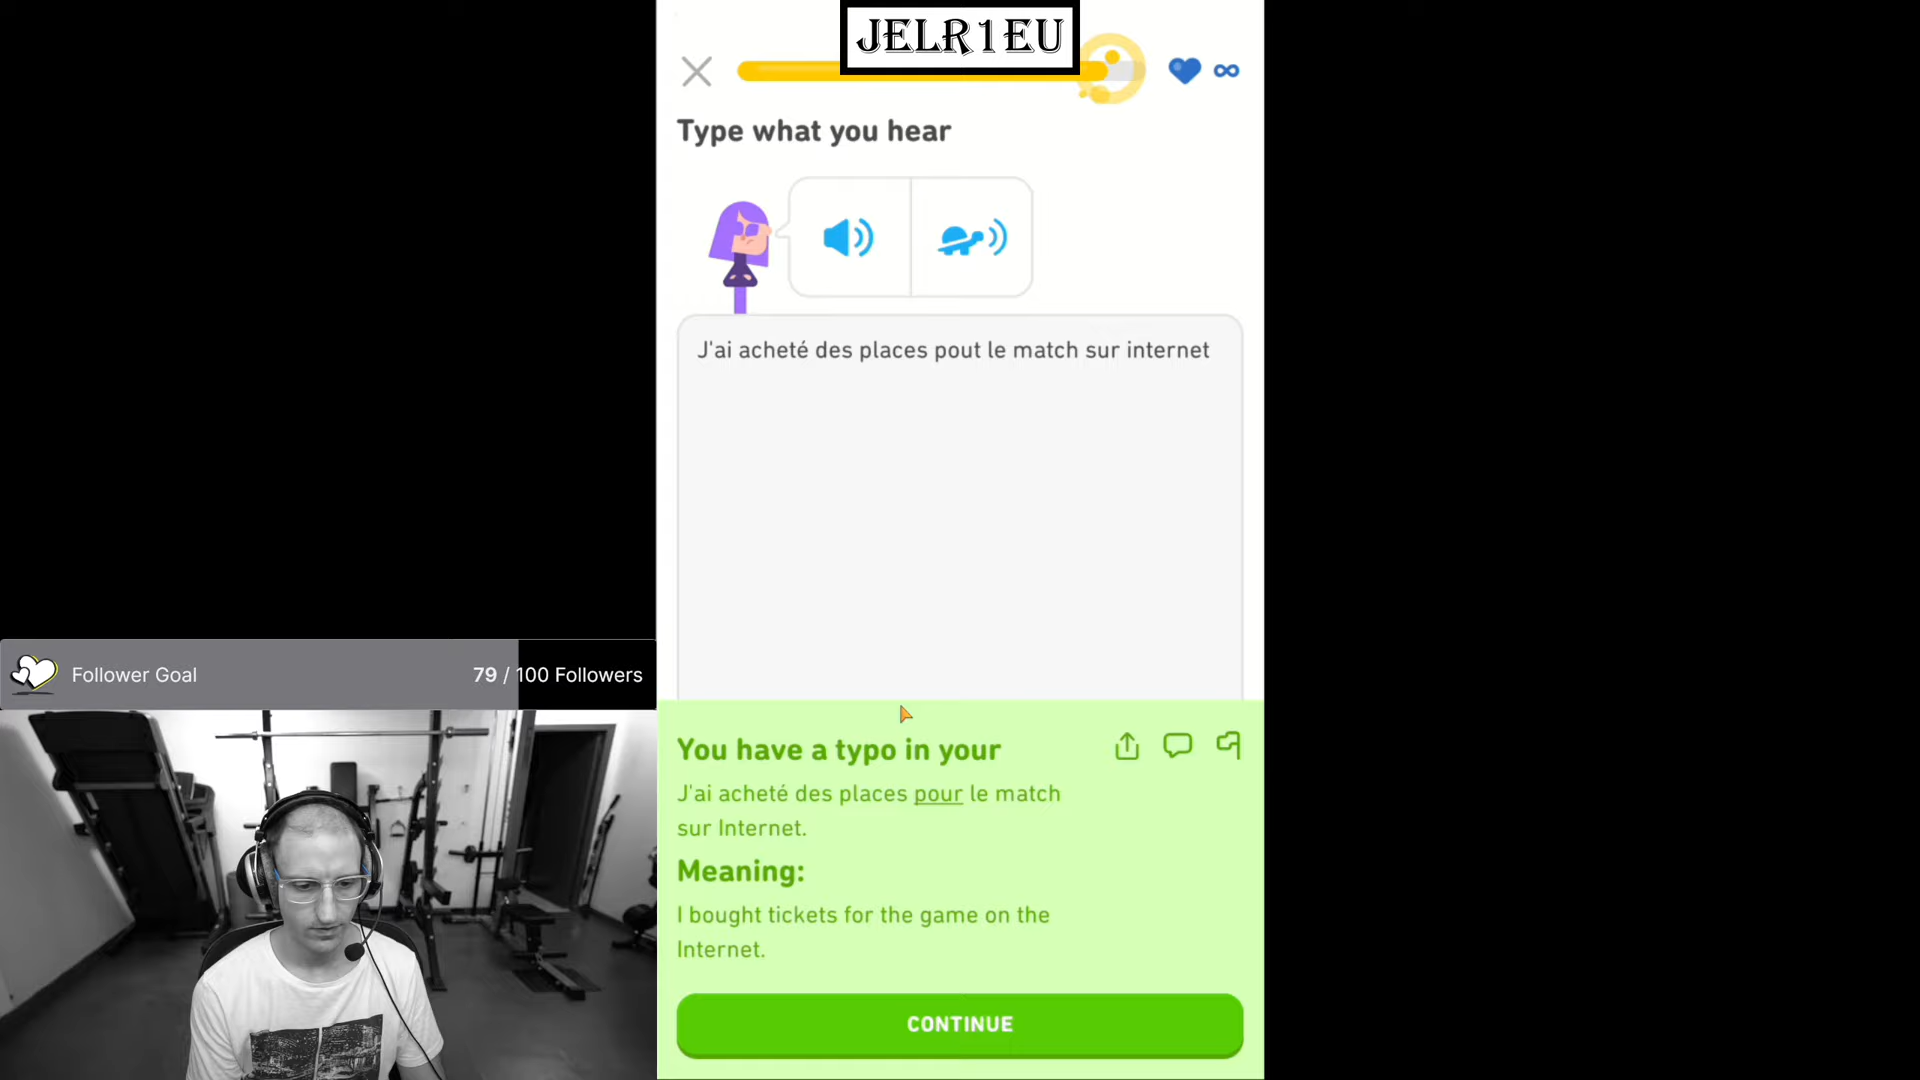 JELR1EU
Type what you hear
J'ai acheté des places pout le match sur internet
Follower Goal
79 / 100 Followers
You have a typo in your
J'ai acheté des places pour le match
sur Internet.
Meaning:
I bought tickets for the game on the
Internet.
CONTINUE